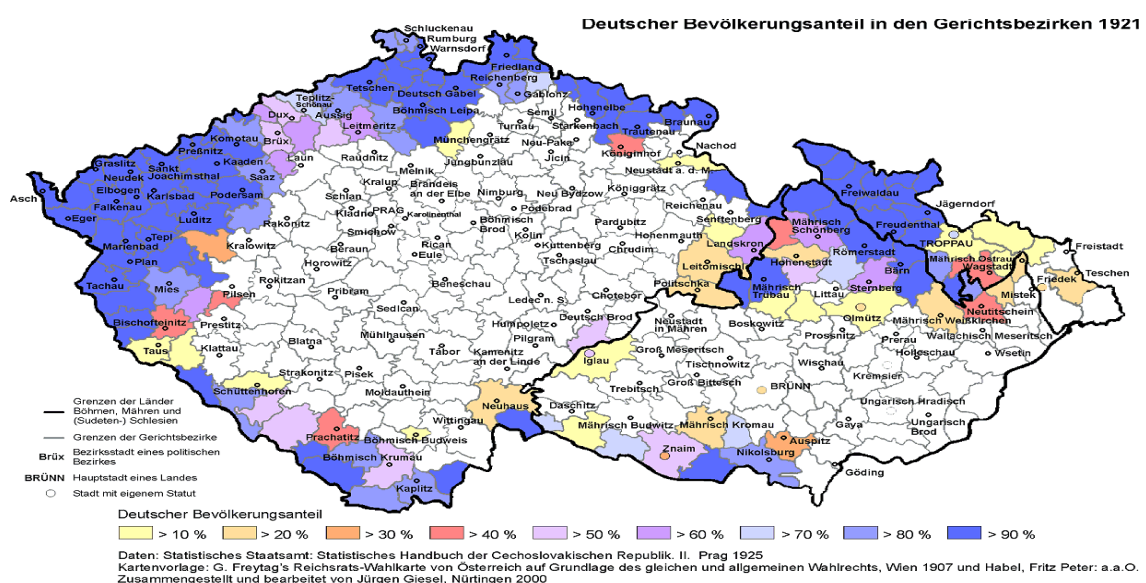 Deutscher Bevölkerungsanteil in den Gerichtsbezirken 1921
Schluckenau
Rumburg
Warnsdorf
Friedland
Reichenberg
Tetschen
Deutsch Gabel
Gablonz
Teplitz-
Schönau
Aussig
Böhmisch Leipa
Hohenelbe
Dux
Leitmeritz
Semil
Starkenbach
Trautenau
Braunau
Turnau
Komotau
Brüx
Münchengrätz
Neu-Paka
Preßnitz
Laun
Raudnitz
Jungbunzlau
Jicin
Königinhof
Nachod
Graslitz
Sankt
Joachimsthal
Kaaden
Saaz
Melnik
Neustadt a. d. M.
Neudek
Elbogen
Karlsbad
Podersam
Schlan
Kralup
Brandeis
an der Elbe
Nimburg
Neu Bydzow
Königgrätz
Freiwaldau
Asch
Falkenau
Eger
Luditz
Rakonitz
Kladno
PRAG
Karolinenthal
Podebrad
Reichenau
Jägerndorf
Smichow
Böhmisch
Brod
Pardubitz
Senftenberg
Mährisch
Schönberg
Freudenthal
Marienbad
Tepl
Kralowitz
Beraun
Rican
Kolin
Hohenmauth
Landskron
TROPPAU
Eule
Kuttenberg
Chrudim
Römerstadt
Freistadt
Plan
Horowitz
Tschaslau
Leitomischl
Hohenstadt
Bärn
Mährisch Ostrau
Wagstadt
Teschen
Tachau
Mies
Rokitzan
Beneschau
Politschka
Mährisch
Trübau
Littau
Sternberg
Friedek
Pilsen
Pribram
Chotebor
Mistek
Ledec n. S.
Neutitschein
Bischofteinitz
Prestitz
Sedlcan
Deutsch Brod
Neustadt
in Mähren
Olmütz
Mährisch Weißkirchen
Humpoletz
Boskowitz
Prossnitz
Mühlhausen
Prerau
Wallachisch Meseritsch
Taus
Klattau
Blatna
Pilgram
Iglau
Groß Meseritsch
Holleschau
Wsetin
Tabor
Kamenitz
an der Linde
Tischnowitz
Wischau
Strakonitz
Pisek
Groß Bittesch
Kremsier
Schüttenhofen
Moldauthein
Trebitsch
BRÜNN
Neuhaus
Daschitz
Ungarisch Hradisch
Wittingau
Mährisch Budwitz
Mährisch Kromau
Gaya
Ungarisch
Brod
Prachatitz
Böhmisch Budweis
Auspitz
Böhmisch Krumau
Znaim
Nikolsburg
Göding
Kaplitz
Grenzen der Länder
Böhmen, Mähren und
(Sudeten-) Schlesien
Grenzen der Gerichtsbezirke
Brüx Bezirksstadt eines politischen
Bezirkes
BRÜNN Hauptstadt eines Landes
Stadt mit eigenem Statut
Deutscher Bevölkerungsanteil
> 10 % > 20 % > 30 % > 40 % > 50 % > 60 % > 70 % > 80 % > 90 %
Daten: Statistisches Staatsamt: Statistisches Handbuch der Cechoslovakischen Republik. II. Prag 1925
Kartenvorlage: G. Freytag's Reichsrats-Wahlkarte von Österreich auf Grundlage des gleichen und allgemeinen Wahlrechts, Wien 1907 und Habel, Fritz Peter: a.a.O.
Zusammengestellt und bearbeitet von Jürgen Giesel, Nürtingen 2000